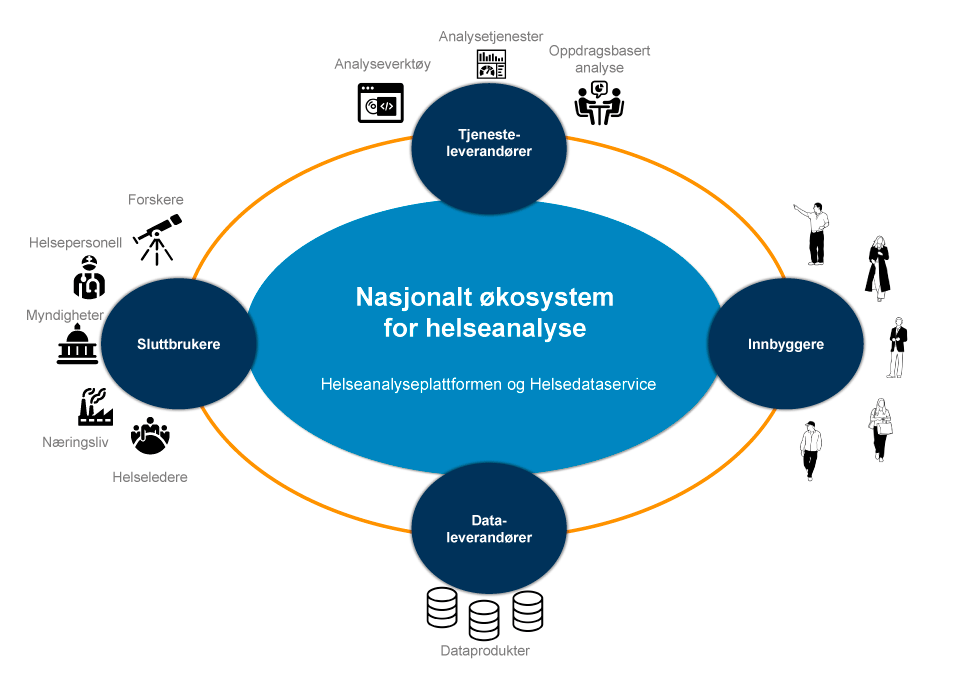 Analysetjenester
Analyseverktøy
Oppdragsbasert
analyse
Tjeneste-
leverandører
Forskere
Helsepersonell
Myndigheter
Sluttbrukere
Næringsliv
Helseledere
Nasjonalt økosystem
for helseanalyse
Helseanalyseplattformen og Helsedataservice
Innbyggere
Data-
leverandører
Dataprodukter